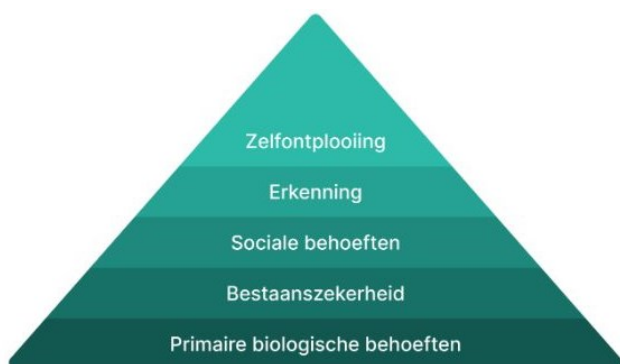 Zelfontplooiing
Erkenning
Sociale behoeften
Bestaanszekerheid
Primaire biologische behoeften